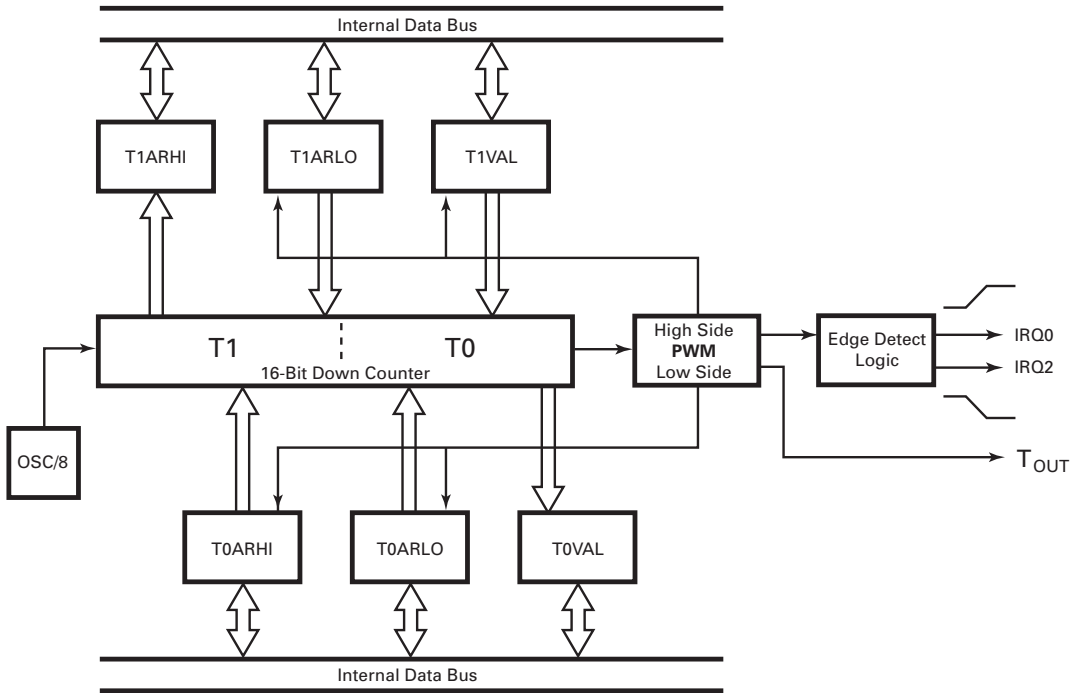 Internal Data Bus
T1ARHI
T1ARLO
T1VAL
T1
T0
16-Bit Down Counter
High Side
PWM
Low Side
Edge Detect
Logic
IRQ0
IRQ2
OSC/8
TOUT
T0ARHI
T0ARLO
T0VAL
Internal Data Bus